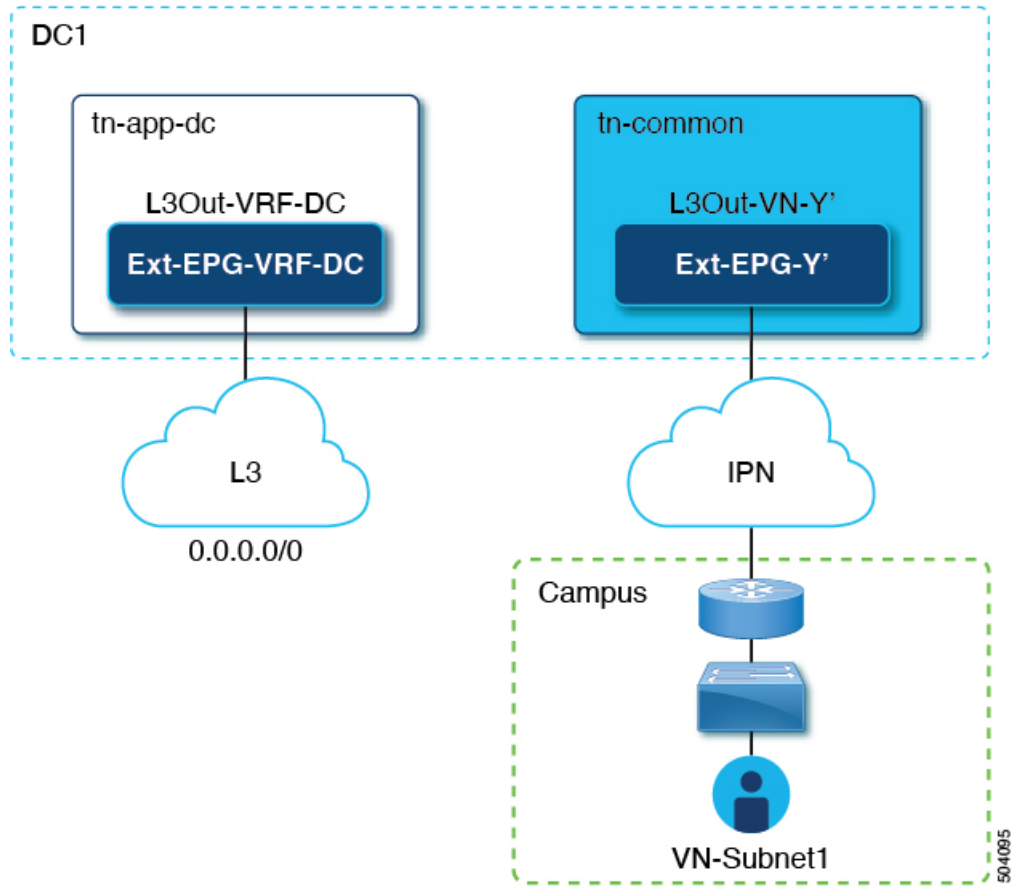 DC1
tn-app-dc
tn-common
L3Out-VRF-DC
L3Out-VN-Y’
Ext-EPG-VRF-DC
Ext-EPG-Y’
L3
IPN
0.0.0.0/0
Campus
VN-Subnet1
504095